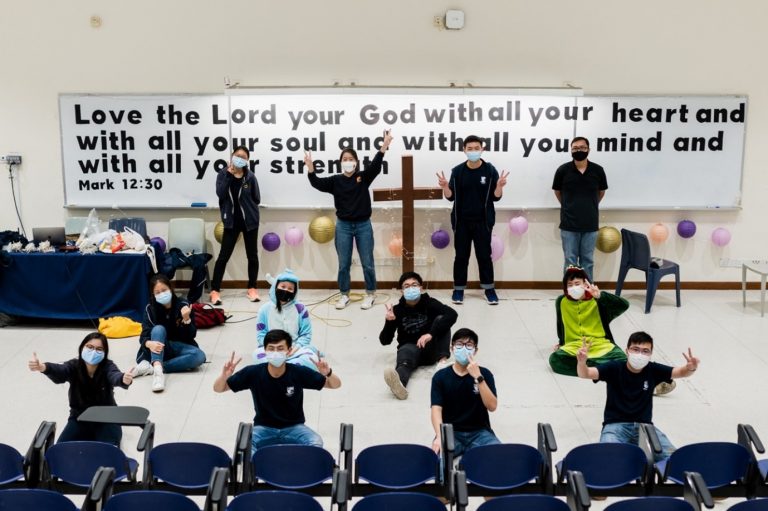 Love the Lord your God with all your heart and
with all your soul and with all your mind and
with all your strength
Mark 12:30